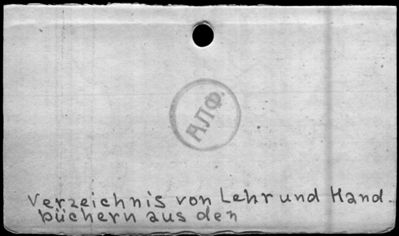 АЛФ.
Verzeichnis von Lehr und Hand-
büchern aus den